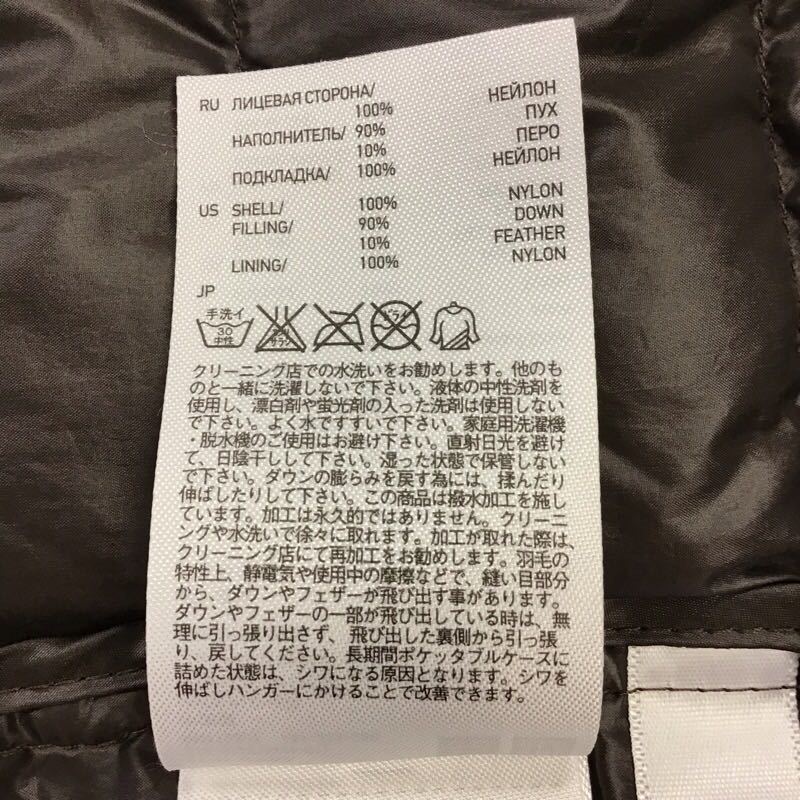 RU ЛИЦЕВАЯ СТОРОНА/ 100% НЕЙЛОН
НАПОЛНИТЕЛЬ/ 90% ПУХ
10% ПЕРО
ПОДКЛАДКА/ 100% НЕЙЛОН
US SHELL/ 100% NYLON
FILLING/ 90% DOWN
10% FEATHER
LINING/ 100% NYLON
JP
手洗イ 30 中性 エンソサラシ ドライ
クリーニング店での水洗いをお勧めします。他のも
のと一緒に洗濯しないで下さい。液体の中性洗剤を
使用し、漂白剤や蛍光剤の入った洗剤は使用しない
で下さい。よく水ですすいで下さい。家庭用洗濯機
・脱水機のご使用はお避け下さい。直射日光を避け
て、日陰干しして下さい。湿った状態で保管しない
で下さい。ダウンの膨らみを戻す為には、揉んだり
伸ばしたりして下さい。この商品は撥水加工を施し
ています。加工は永久的ではありません。クリーニ
ングや水洗いで徐々に取れます。加工が取れた際は、
クリーニング店にて再加工をお勧めします。羽毛の
特性上、静電気や使用中の摩擦などで、縫い目部分
から、ダウンやフェザーが飛び出す事があります。
ダウンやフェザーの一部が飛び出している時は、無
理に引っ張り出さず、飛び出した裏側から引っ張
り、戻してください。長期間ポケッタブルケースに
詰めた状態は、シワになる原因となります。シワを
伸ばしハンガーにかけることで改善できます。